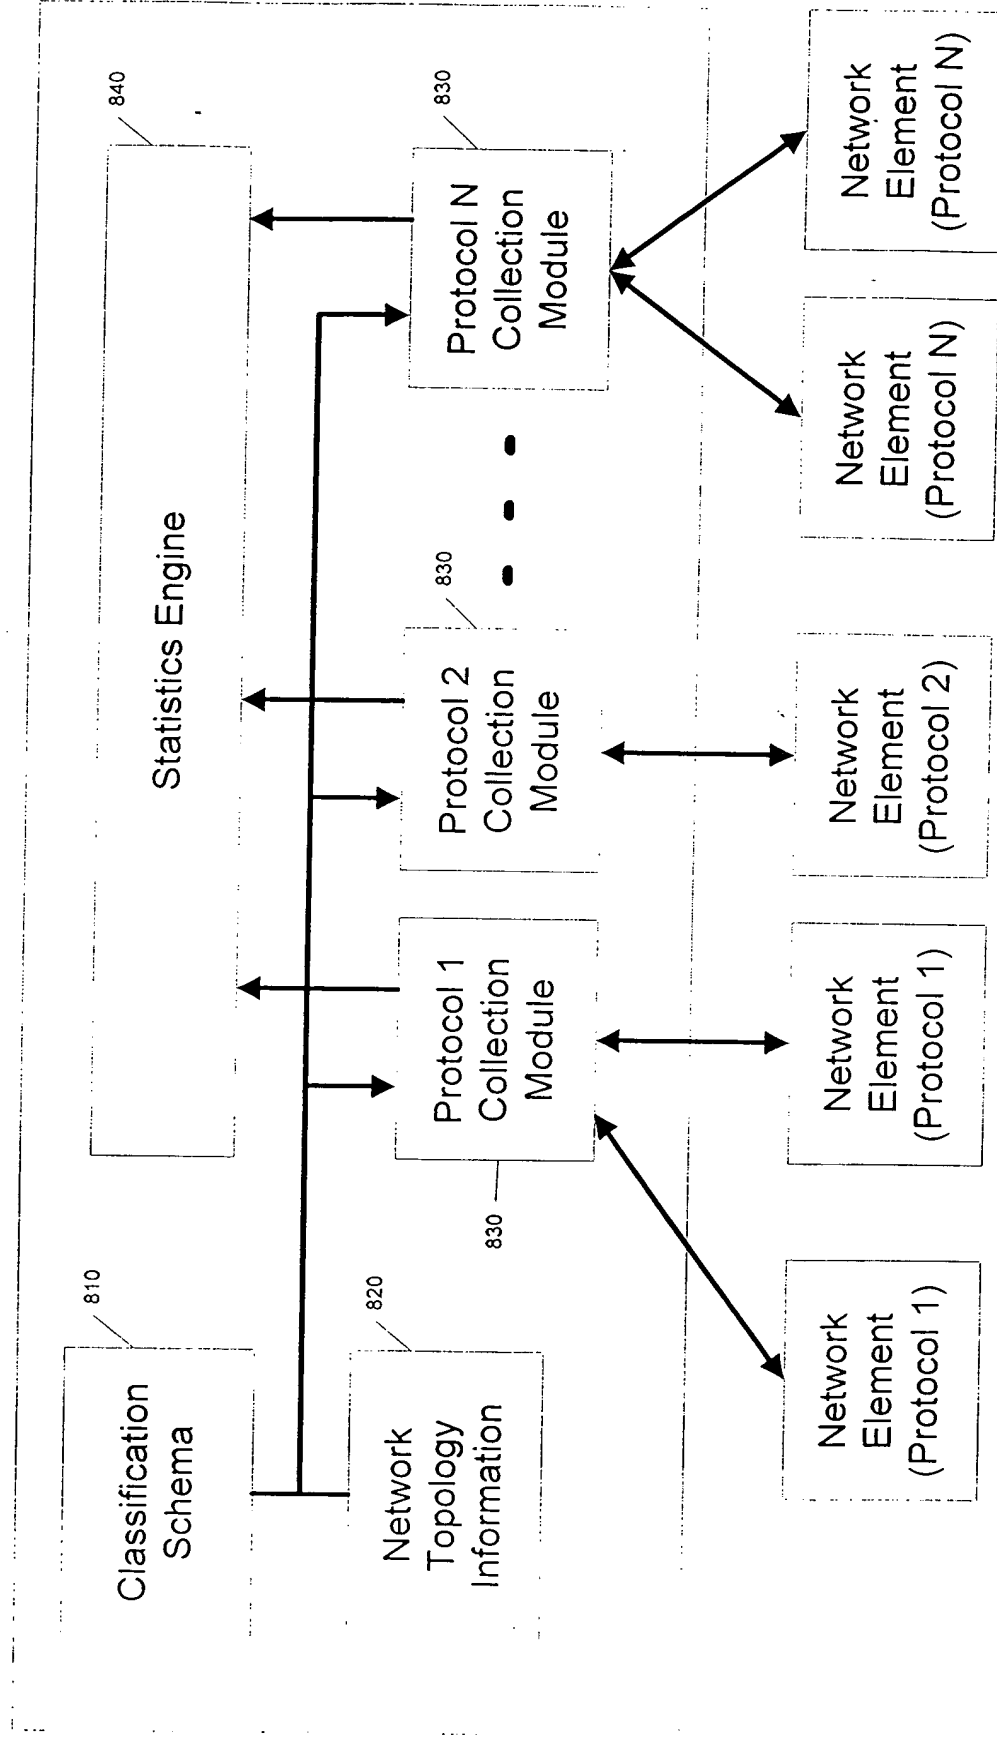 810
Classification
Schema
840
Statistics Engine
820
Network
Topology
Information
830
Protocol 1
Collection
Module
830
Protocol 2
Collection
Module
830
Protocol N
Collection
Module
Network
Element
(Protocol 1)
Network
Element
(Protocol 1)
Network
Element
(Protocol 2)
Network
Element
(Protocol N)
Network
Element
(Protocol N)